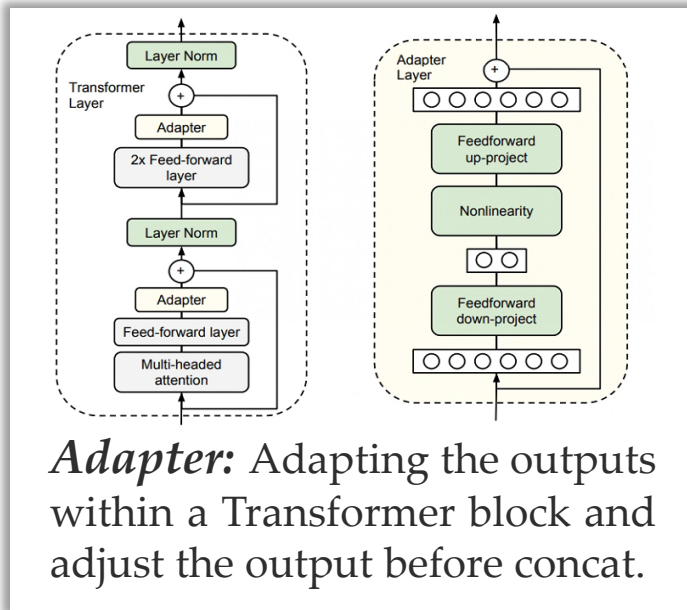 Layer Norm
Transformer
Layer
+
Adapter
2x Feed-forward
layer
Layer Norm
+
Adapter
Feed-forward layer
Multi-headed
attention
Adapter
Layer
+
Feedforward
up-project
Nonlinearity
Feedforward
down-project
Adapter: Adapting the outputs
within a Transformer block and
adjust the output before concat.